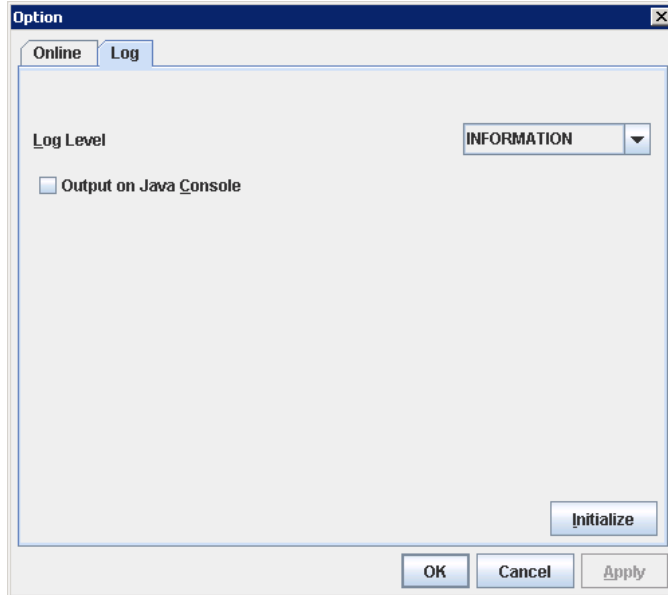 Option
Online Log
Log Level INFORMATION
Output on Java Console
Initialize
OK Cancel Apply